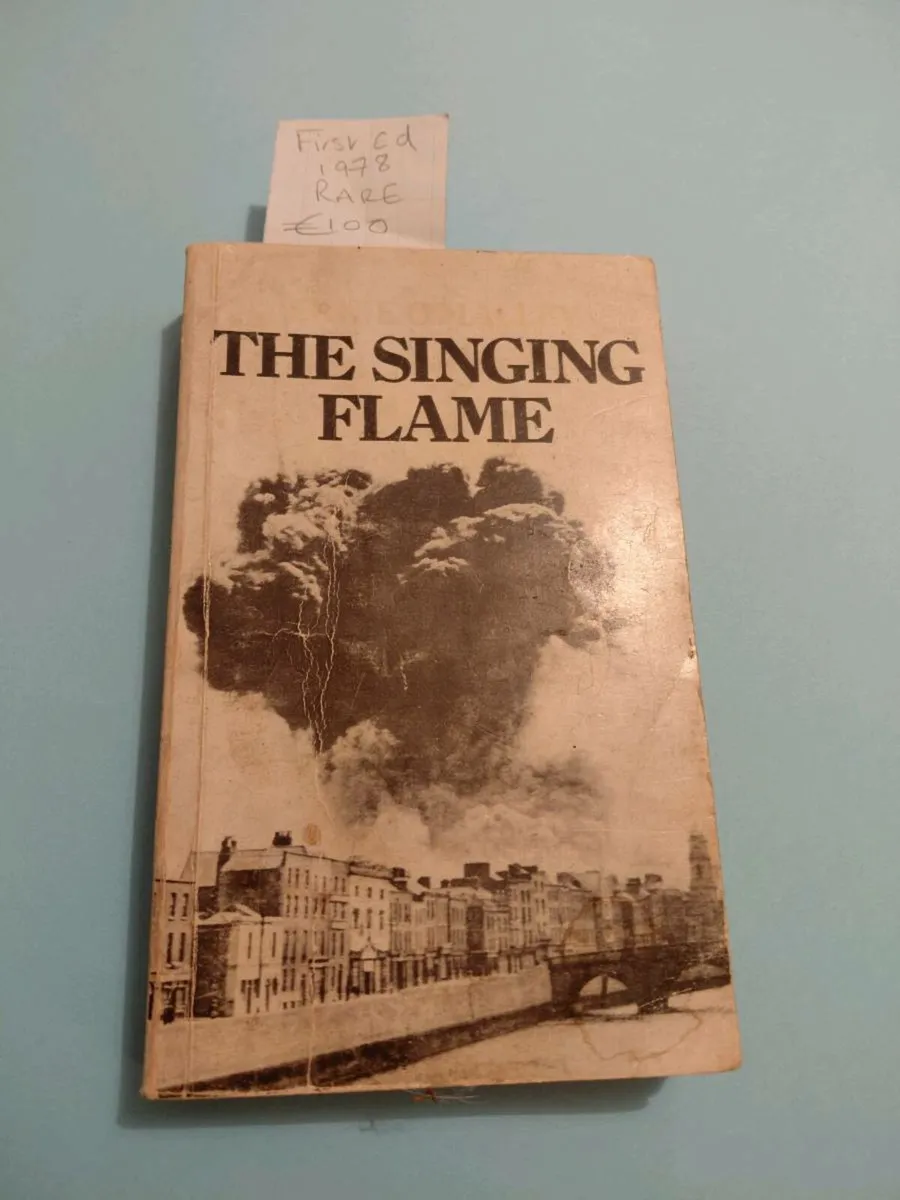 First Ed
1978
RARE
€100
THE SINGING
FLAME